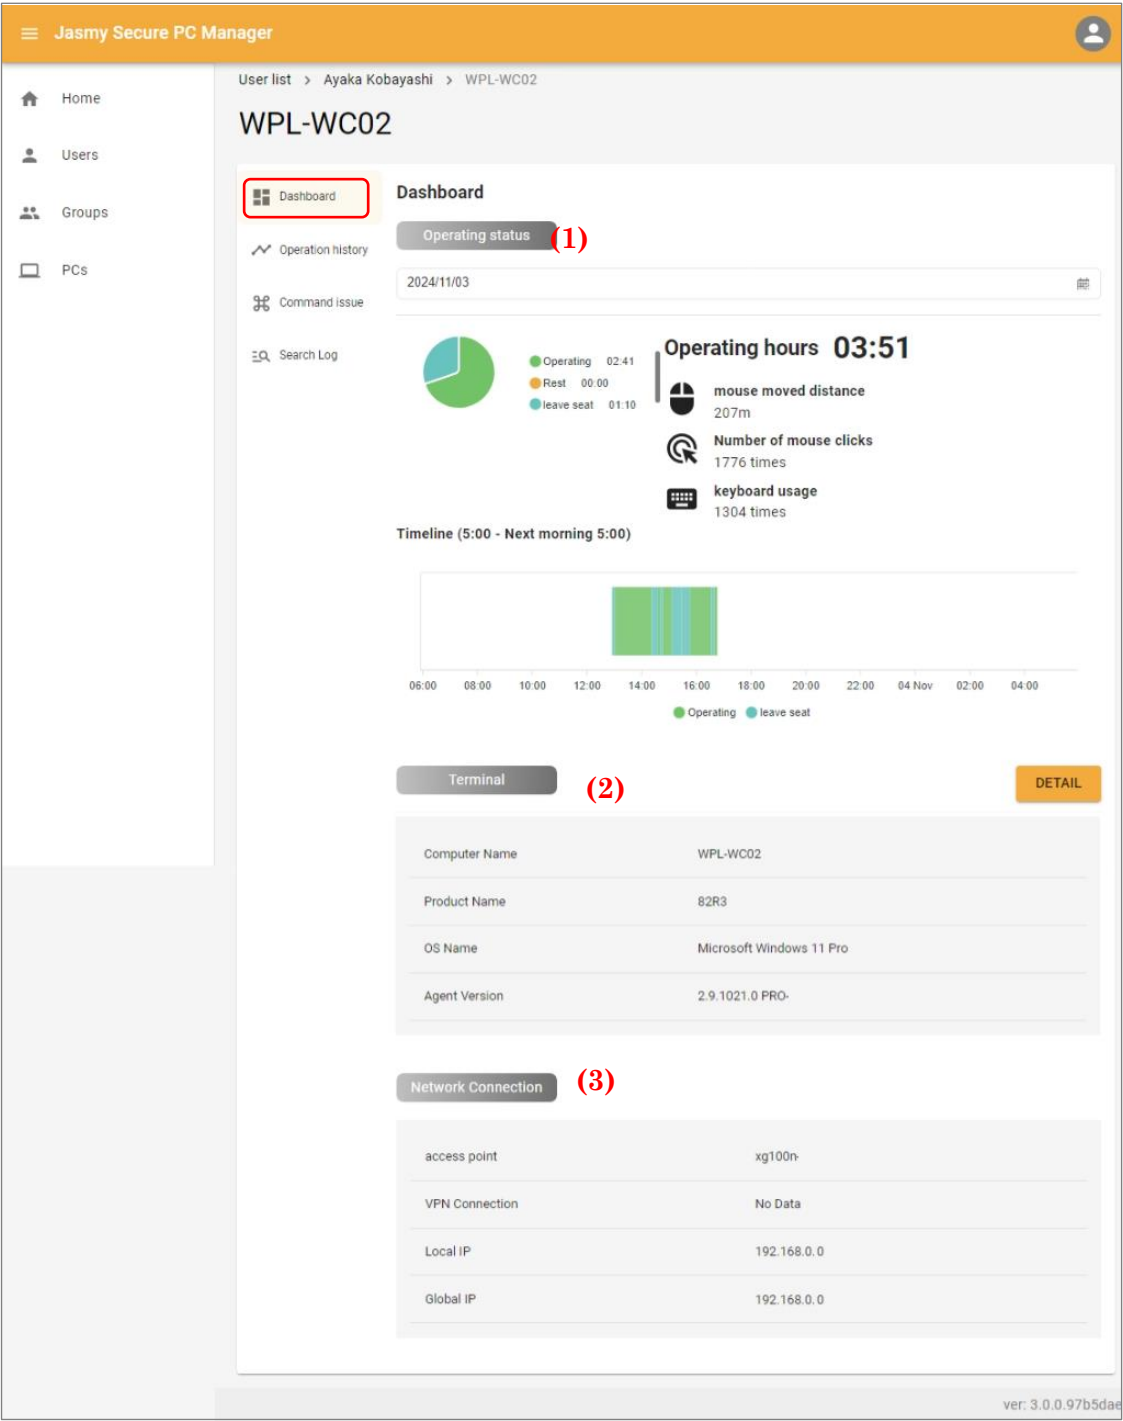 Jasmy Secure PC Manager
Home
Users
Groups
PCs
User list > Ayaka Kobayashi > WPL-WC02
WPL-WC02
Dashboard
Operation history
Command issue
Search Log
Dashboard
Operating status (1)
2024/11/03
Operating 02:41
Rest 00:00
leave seat 01:10
Operating hours 03:51
mouse moved distance
207m
Number of mouse clicks
1776 times
keyboard usage
1304 times
Timeline (5:00 - Next morning 5:00)
06:00 08:00 10:00 12:00 14:00 16:00 18:00 20:00 22:00 04 Nov 02:00 04:00
Operating leave seat
Terminal (2) DETAIL
Computer Name WPL-WC02
Product Name 82R3
OS Name Microsoft Windows 11 Pro
Agent Version 2.9.1021.0 PRO-
Network Connection (3)
access point xg100n-
VPN Connection No Data
Local IP 192.168.0.0
Global IP 192.168.0.0
ver: 3.0.0.97b5dae